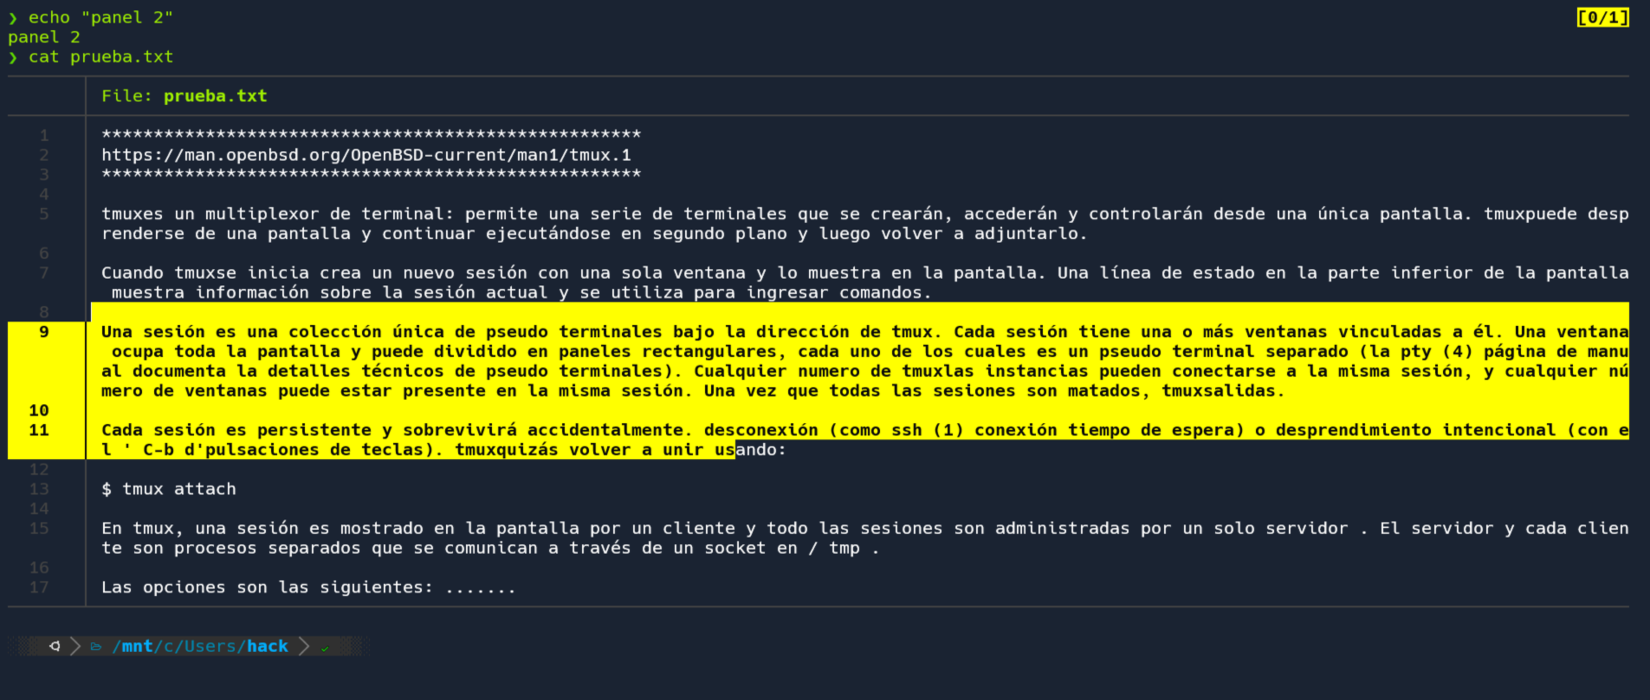 ❯ echo "panel 2"
[0/1]
panel 2
❯ cat prueba.txt
File: prueba.txt
1 ****************************************************
2 https://man.openbsd.org/OpenBSD-current/man1/tmux.1
3 ****************************************************
4
5 tmuxes un multiplexor de terminal: permite una serie de terminales que se crearán, accederán y controlarán desde una única pantalla. tmuxpuede desp
renderse de una pantalla y continuar ejecutándose en segundo plano y luego volver a adjuntarlo.
6
7 Cuando tmuxse inicia crea un nuevo sesión con una sola ventana y lo muestra en la pantalla. Una línea de estado en la parte inferior de la pantalla
muestra información sobre la sesión actual y se utiliza para ingresar comandos.
8
9 Una sesión es una colección única de pseudo terminales bajo la dirección de tmux. Cada sesión tiene una o más ventanas vinculadas a él. Una ventana
ocupa toda la pantalla y puede dividido en paneles rectangulares, cada uno de los cuales es un pseudo terminal separado (la pty (4) página de manu
al documenta la detalles técnicos de pseudo terminales). Cualquier numero de tmuxlas instancias pueden conectarse a la misma sesión, y cualquier nú
mero de ventanas puede estar presente en la misma sesión. Una vez que todas las sesiones son matados, tmuxsalidas.
10
11 Cada sesión es persistente y sobrevivirá accidentalmente. desconexión (como ssh (1) conexión tiempo de espera) o desprendimiento intencional (con e
l ' C-b d'pulsaciones de teclas). tmuxquizás volver a unir usando:
12
13 $ tmux attach
14
15 En tmux, una sesión es mostrado en la pantalla por un cliente y todo las sesiones son administradas por un solo servidor . El servidor y cada clien
te son procesos separados que se comunican a través de un socket en / tmp .
16
17 Las opciones son las siguientes: .......
/mnt/c/Users/hack